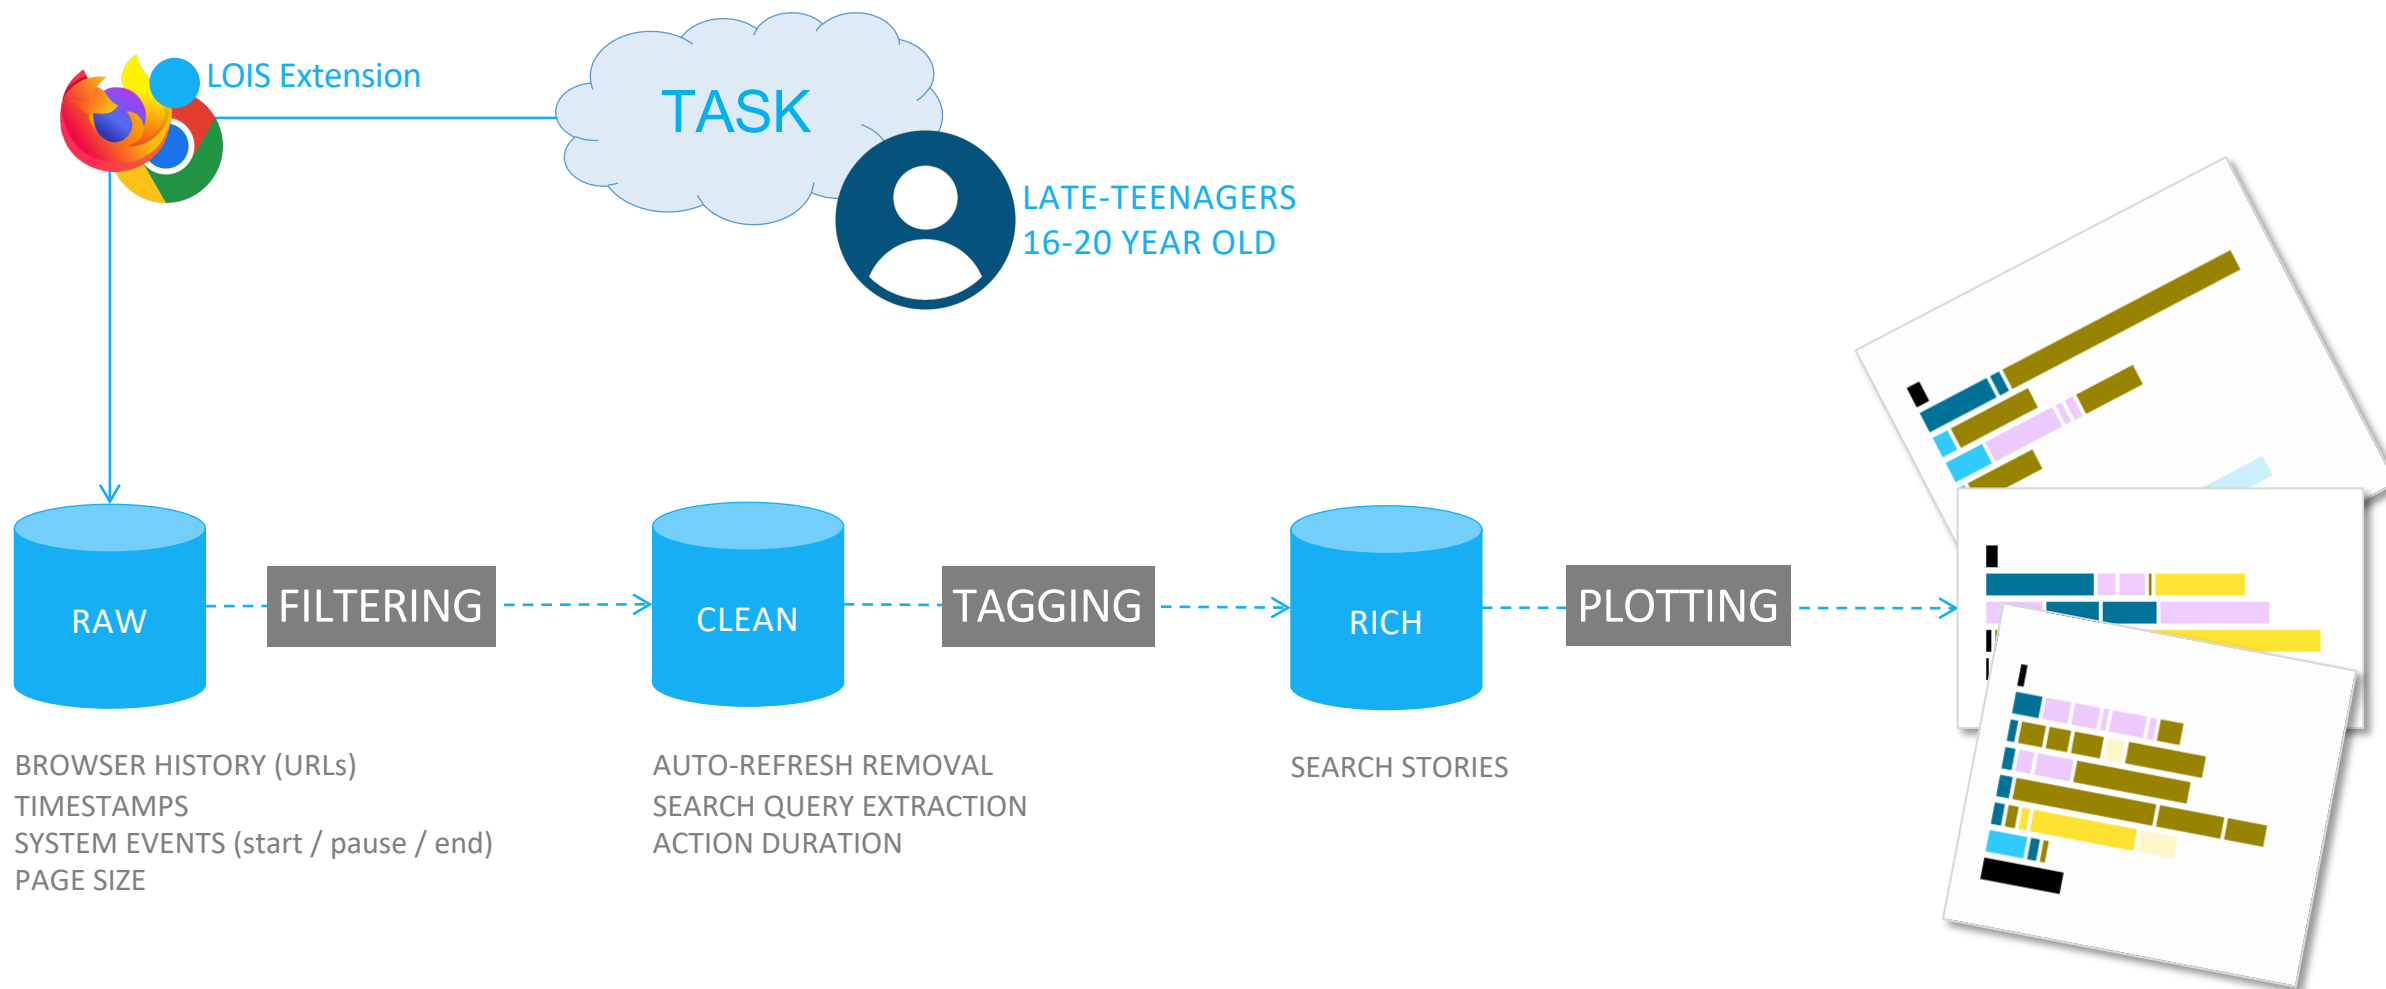 LOIS Extension
TASK
LATE-TEENAGERS
16-20 YEAR OLD
RAW
FILTERING
CLEAN
TAGGING
RICH
PLOTTING
BROWSER HISTORY (URLs)
TIMESTAMPS
SYSTEM EVENTS (start / pause / end)
PAGE SIZE
AUTO-REFRESH REMOVAL
SEARCH QUERY EXTRACTION
ACTION DURATION
SEARCH STORIES